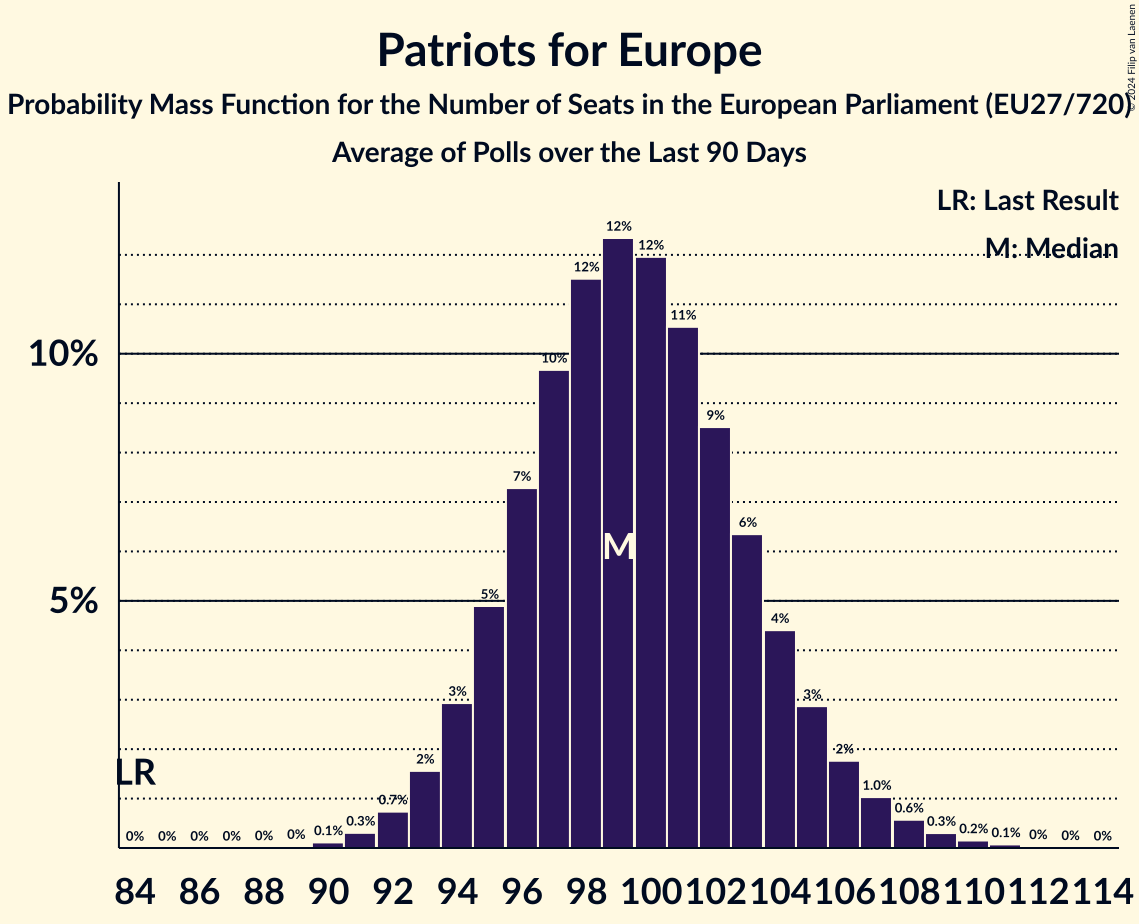 Patriots for Europe
Probability Mass Function for the Number of Seats in the European Parliament (EU27/720)
Average of Polls over the Last 90 Days
© 2024 Filip van Laenen
LR: Last Result
M: Median
10%
5%
LR
M
0% 0% 0% 0% 0% 0% 0.1% 0.3% 0.7% 2% 3% 5% 7% 10% 12% 12% 12% 11% 9% 6% 4% 3% 2% 1.0% 0.6% 0.3% 0.2% 0.1% 0% 0% 0%
84 86 88 90 92 94 96 98 100 102 104 106 108 110 112 114